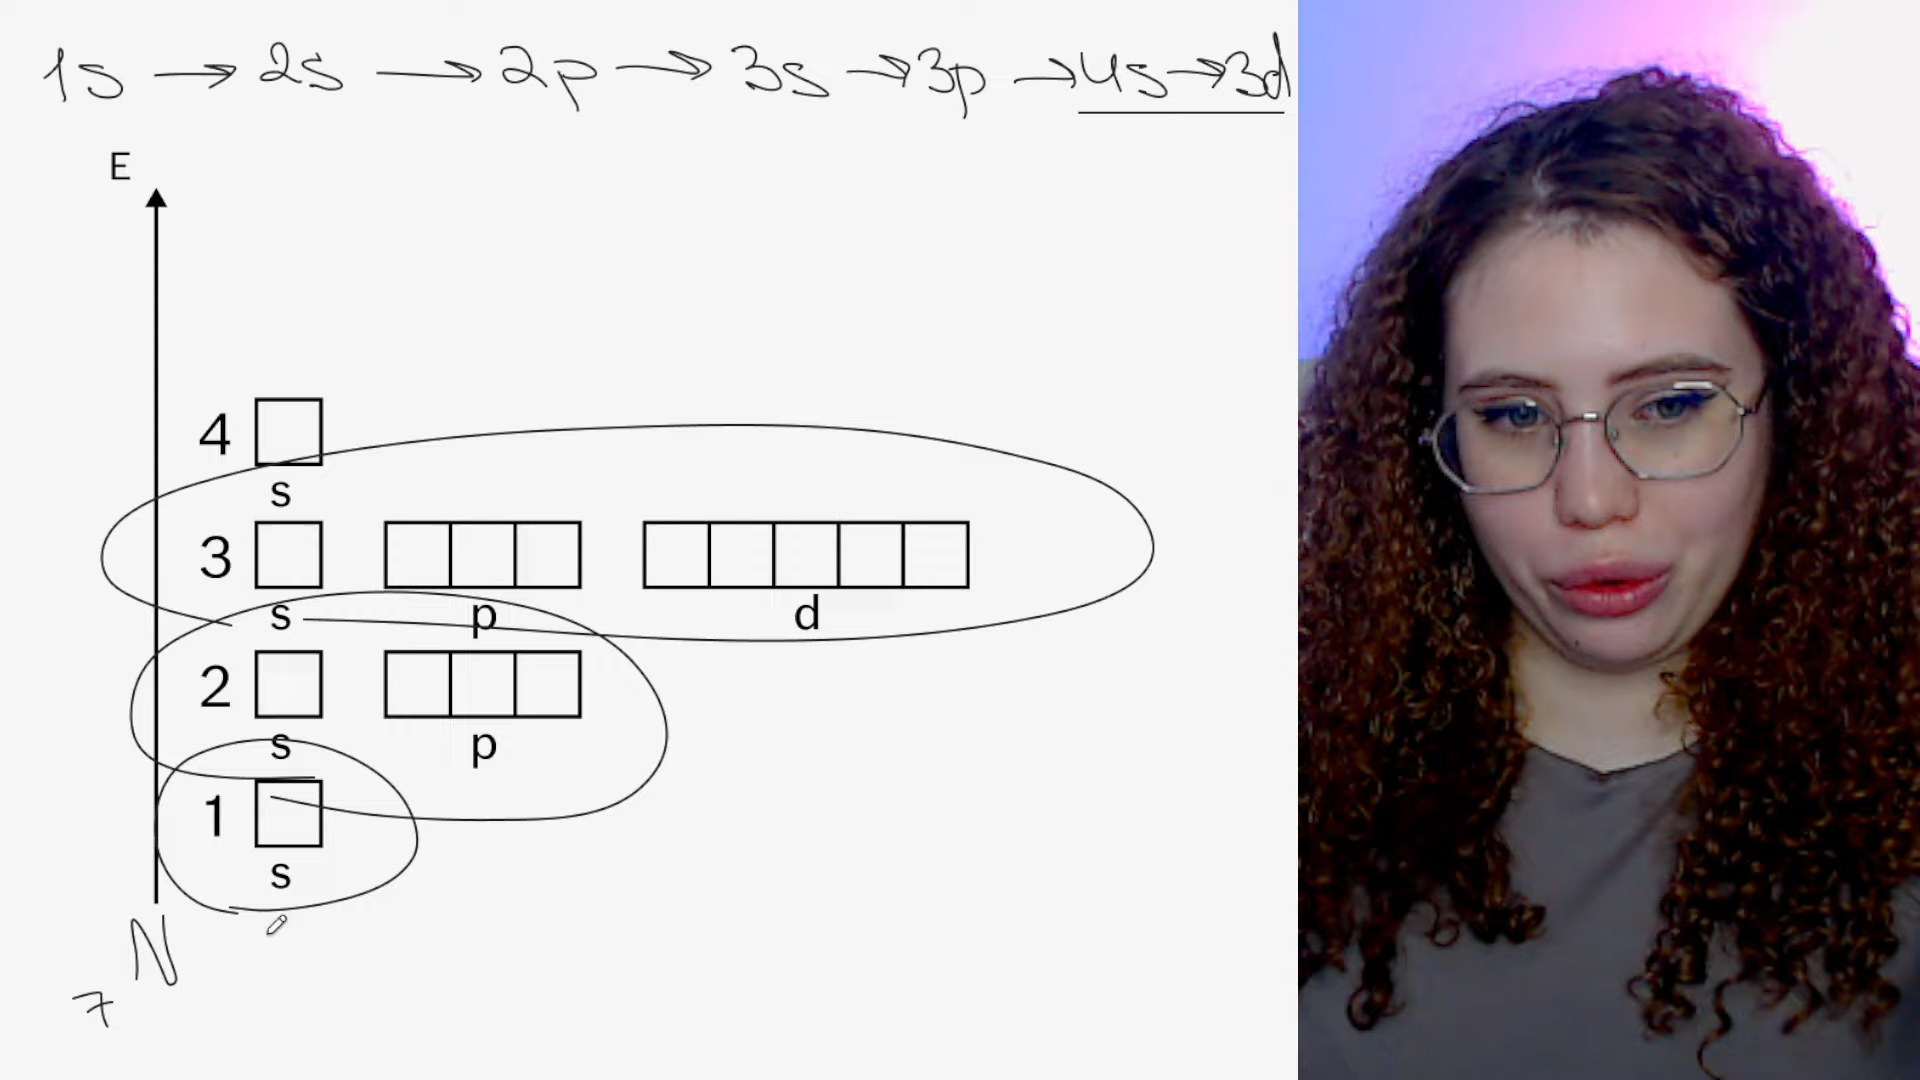 1s → 2s → 2p → 3s → 3p → 4s → 3d
E
4
s
3
s p d
2
s p
1
s
N
7